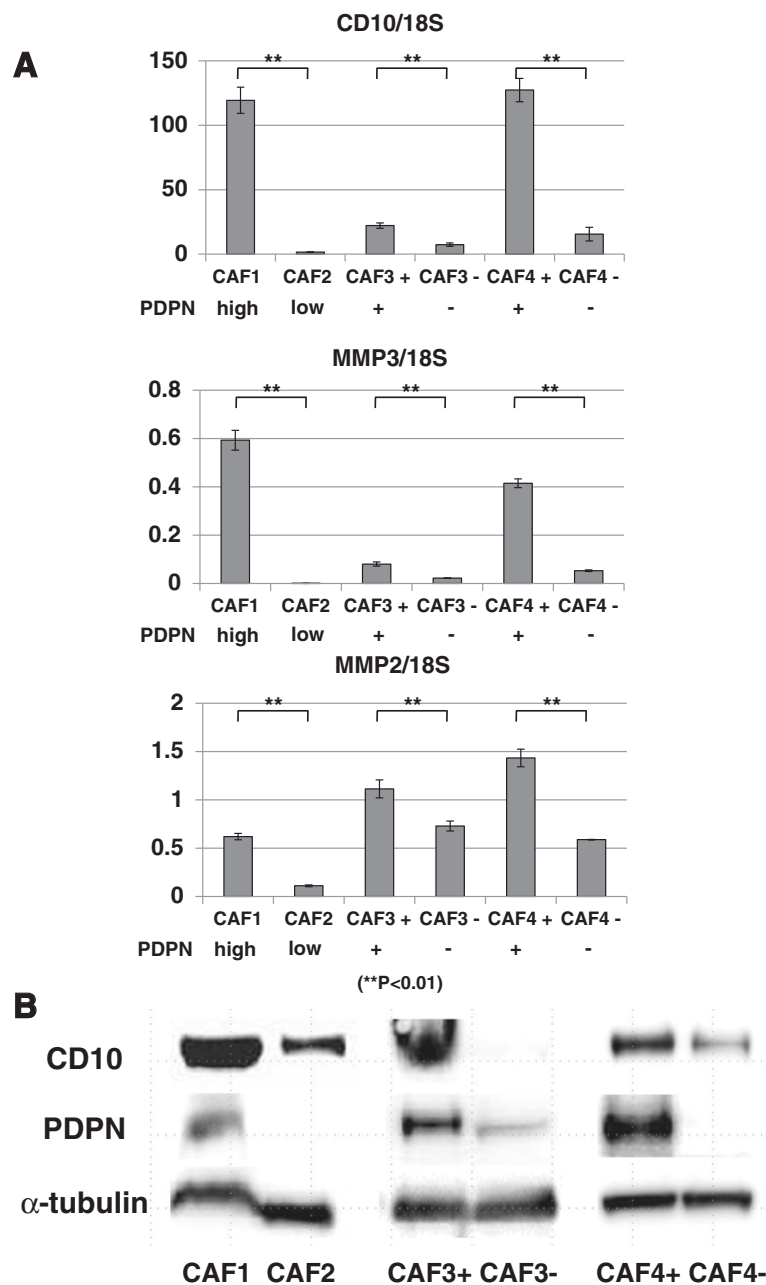 A
CD10/18S
** ** **
150
100
50
0
CAF1 CAF2 CAF3 + CAF3 - CAF4 + CAF4 -
PDPN high low + - + -
MMP3/18S
** ** **
0.8
0.6
0.4
0.2
0
CAF1 CAF2 CAF3 + CAF3 - CAF4 + CAF4 -
PDPN high low + - + -
MMP2/18S
** ** **
2
1.5
1
0.5
0
CAF1 CAF2 CAF3 + CAF3 - CAF4 + CAF4 -
PDPN high low + - + -
(**P<0.01)
B
CD10
PDPN
α-tubulin
CAF1 CAF2 CAF3+ CAF3- CAF4+ CAF4-